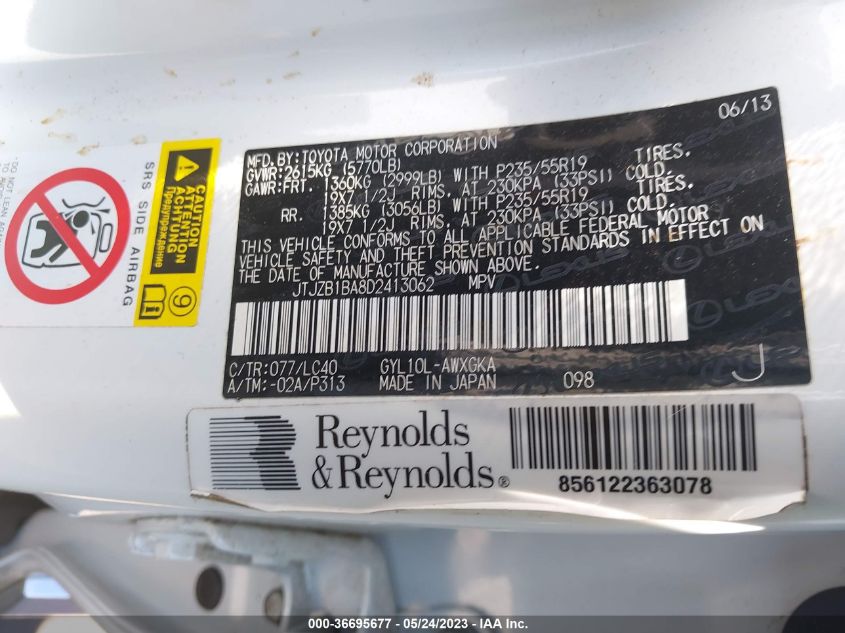 06/13
MFD.BY:TOYOTA MOTOR CORPORATION
GVWR:2615KG (5770LB)
GAWR:FRT. 1360KG (2999LB) WITH P235/55R19 TIRES.
19X7 1/2J RIMS. AT 230KPA (33PSI) COLD.
RR. 1385KG (3056LB) WITH P235/55R19 TIRES.
19X7 1/2J RIMS. AT 230KPA (33PSI) COLD.
THIS VEHICLE CONFORMS TO ALL APPLICABLE FEDERAL MOTOR
VEHICLE SAFETY AND THEFT PREVENTION STANDARDS IN EFFECT ON
THE DATE OF MANUFACTURE SHOWN ABOVE.
JTJZB1BA8D2413062 MPV
C/TR:077/LC40 GYL10L-AWXGKA
A/TM:-02A/P313 MADE IN JAPAN 098 J
LEXUS
SRS SIDE AIRBAG
CAUTION
ATTENTION
ACHTUNG
Предупреждение
9
Reynolds
& Reynolds®
856122363078
© - 36695677 - 05/24/2023 - IAA Inc.